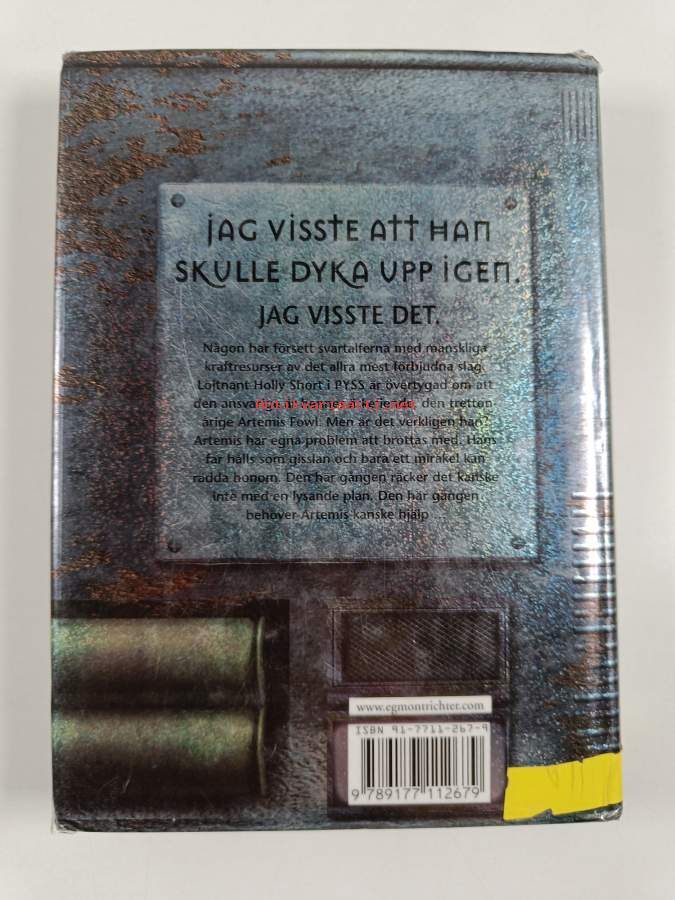 JAG VISSTE ATT HAN
SKULLE DYKA UPP IGEN.
JAG VISSTE DET.
Någon har försett svartalferna med mänskliga
kraftresurser av det allra mest förbjudna slag.
Löjtnant Holly Short i PYSS är övertygad om att
den ansvarige är hennes ärkefiende, den tretton-
årige Artemis Fowl. Men är det verkligen han?
Artemis har egna problem att brottas med. Hans
far hålls som gisslan och bara ett mirakel kan
rädda honom. Den här gången räcker det kanske
inte med en lysande plan. Den här gången
behöver Artemis kanske hjälp ...
www.egmontrichter.com
ISBN 91-7711-267-9
9 789177 112679